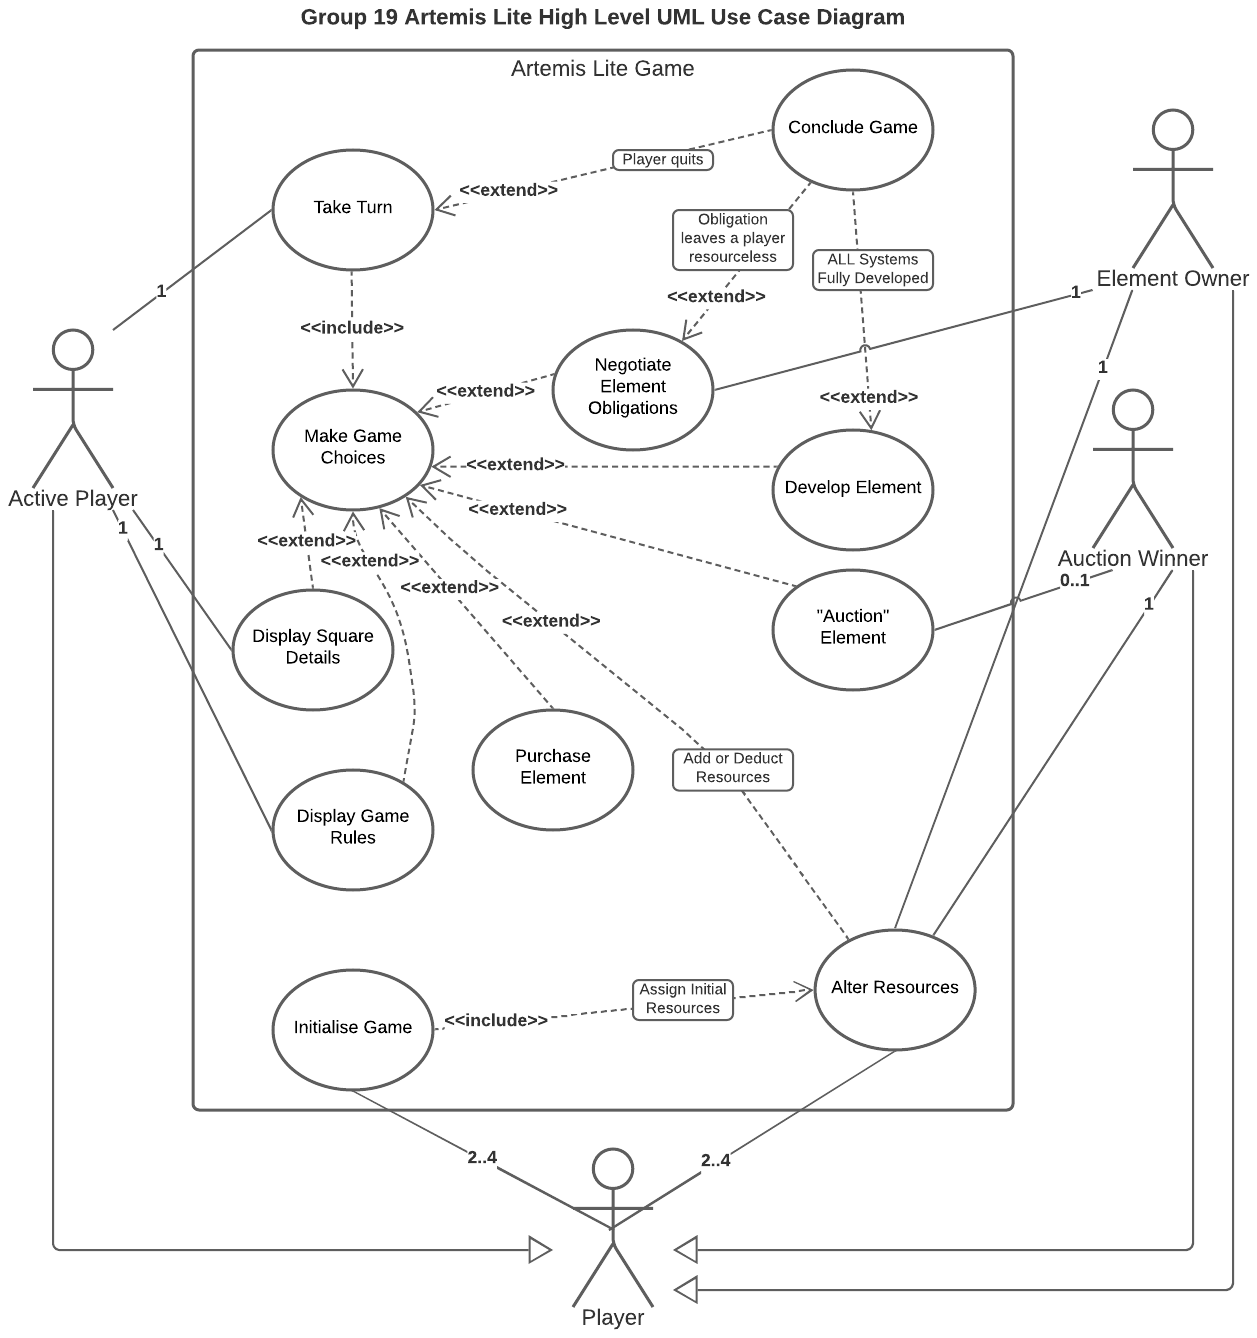 Group 19 Artemis Lite High Level UML Use Case Diagram
Artemis Lite Game
Conclude Game
Player quits
<<extend>>
Take Turn
Obligation
leaves a player
resourceless
ALL Systems
Fully Developed
Element Owner
1
1
<<extend>>
<<include>>
1
Negotiate
Element
Obligations
<<extend>>
<<extend>>
Make Game
Choices
<<extend>>
Develop Element
Active Player
<<extend>>
1
1
<<extend>>
<<extend>>
Auction Winner
0..1
<<extend>>
1
"Auction"
Element
<<extend>>
Display Square
Details
Purchase
Element
Add or Deduct
Resources
Display Game
Rules
Alter Resources
Assign Initial
Resources
<<include>>
Initialise Game
2..4
2..4
Player